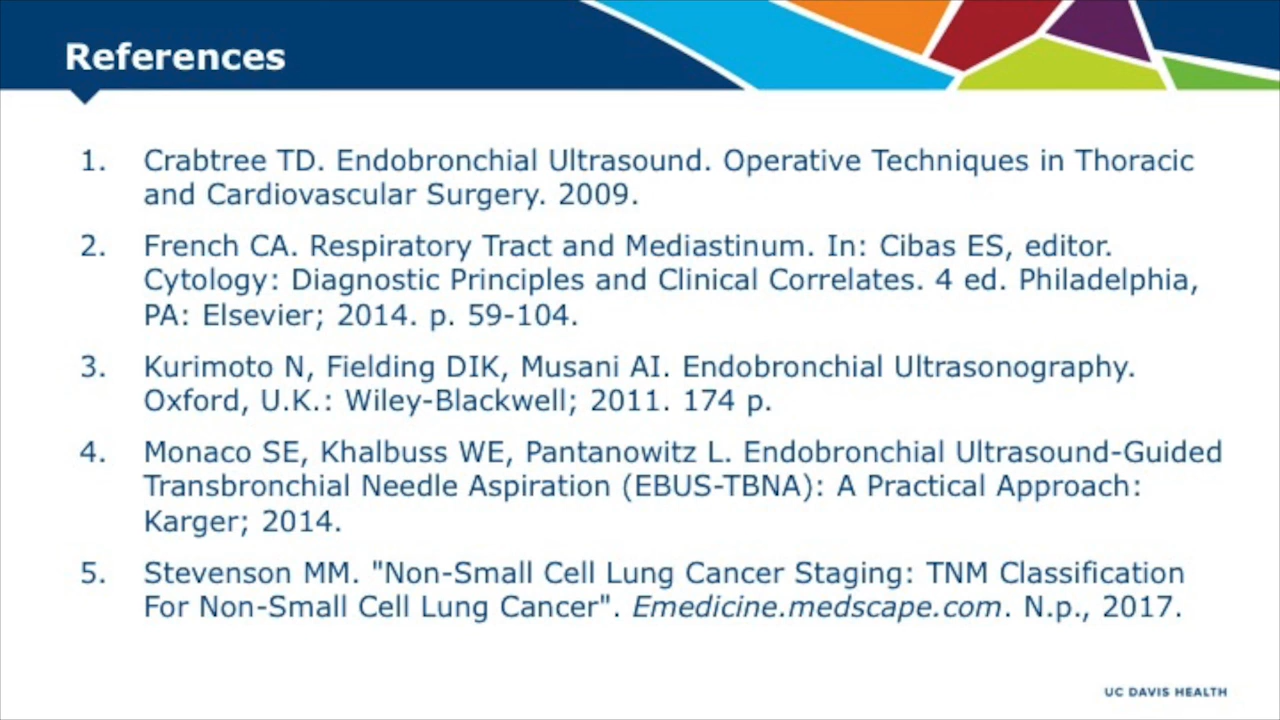 References
1. Crabtree TD. Endobronchial Ultrasound. Operative Techniques in Thoracic
and Cardiovascular Surgery. 2009.
2. French CA. Respiratory Tract and Mediastinum. In: Cibas ES, editor.
Cytology: Diagnostic Principles and Clinical Correlates. 4 ed. Philadelphia,
PA: Elsevier; 2014. p. 59-104.
3. Kurimoto N, Fielding DIK, Musani AI. Endobronchial Ultrasonography.
Oxford, U.K.: Wiley-Blackwell; 2011. 174 p.
4. Monaco SE, Khalbuss WE, Pantanowitz L. Endobronchial Ultrasound-Guided
Transbronchial Needle Aspiration (EBUS-TBNA): A Practical Approach:
Karger; 2014.
5. Stevenson MM. "Non-Small Cell Lung Cancer Staging: TNM Classification
For Non-Small Cell Lung Cancer". Emedicine.medscape.com. N.p., 2017.
UC DAVIS HEALTH